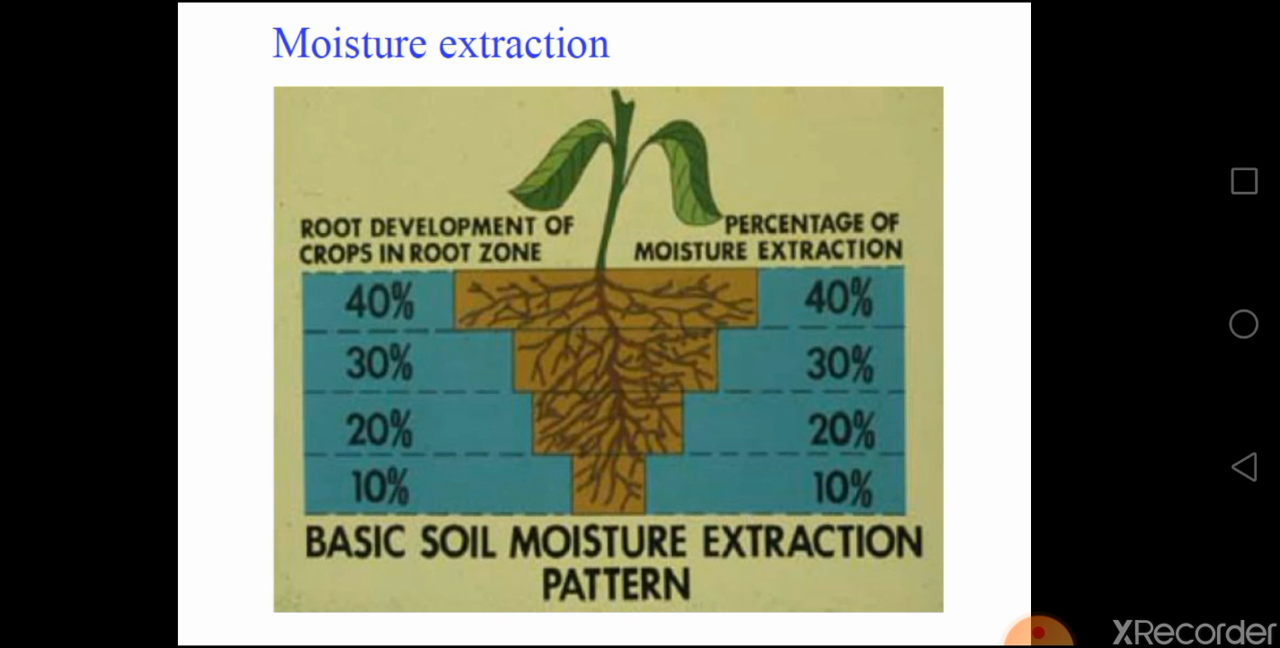 Moisture extraction
ROOT DEVELOPMENT OF
CROPS IN ROOT ZONE
PERCENTAGE OF
MOISTURE EXTRACTION
40%
40%
30%
30%
20%
20%
10%
10%
BASIC SOIL MOISTURE EXTRACTION
PATTERN
XRecorder